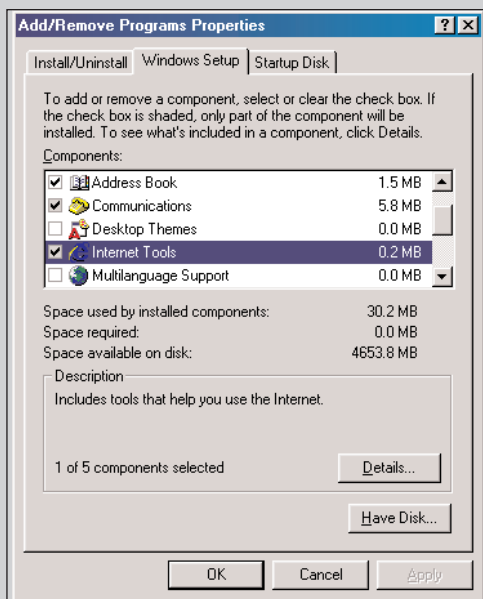 Add/Remove Programs Properties
Install/Uninstall Windows Setup Startup Disk
To add or remove a component, select or clear the check box. If
the check box is shaded, only part of the component will be
installed. To see what's included in a component, click Details.
Components:
Address Book 1.5 MB
Communications 5.8 MB
Desktop Themes 0.0 MB
Internet Tools 0.2 MB
Multilanguage Support 0.0 MB
Space used by installed components: 30.2 MB
Space required: 0.0 MB
Space available on disk: 4653.8 MB
Description
Includes tools that help you use the Internet.
1 of 5 components selected
Details...
Have Disk...
OK Cancel Apply